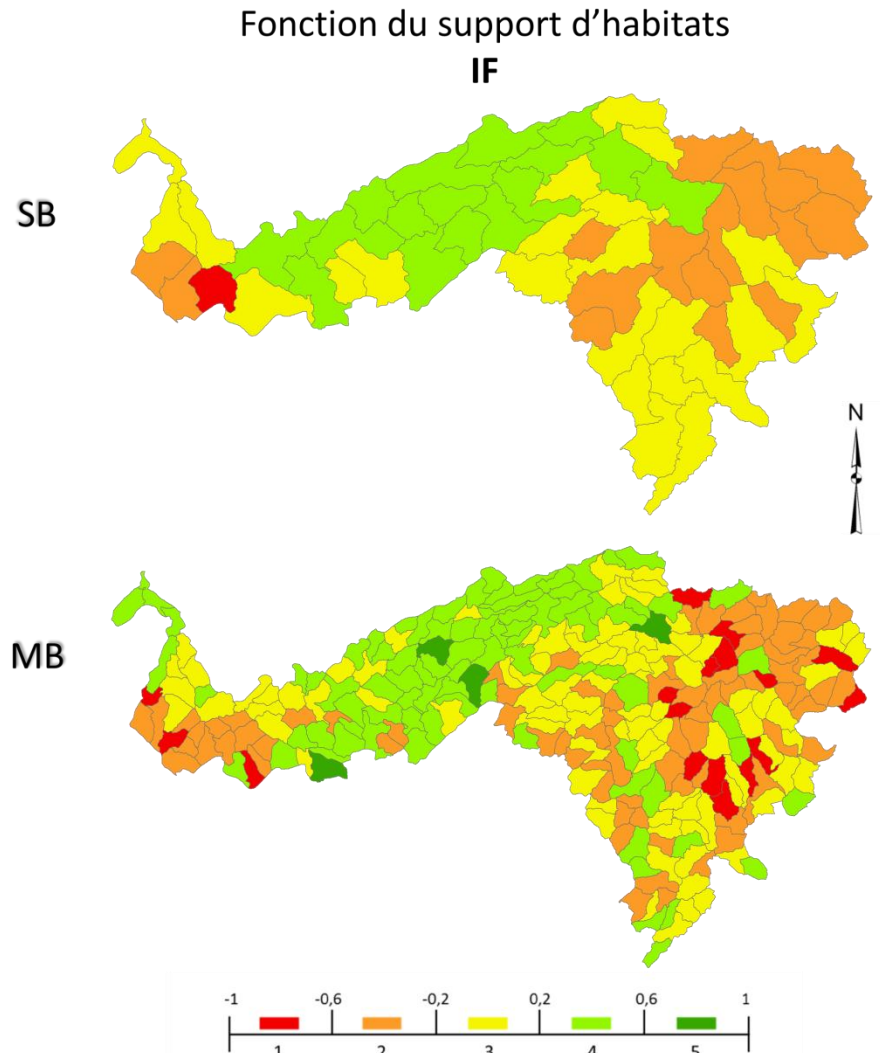 Fonction du support d’habitats
IF
SB
N
MB
-1 -0,6 -0,2 0,2 0,6 1
1 2 3 4 5